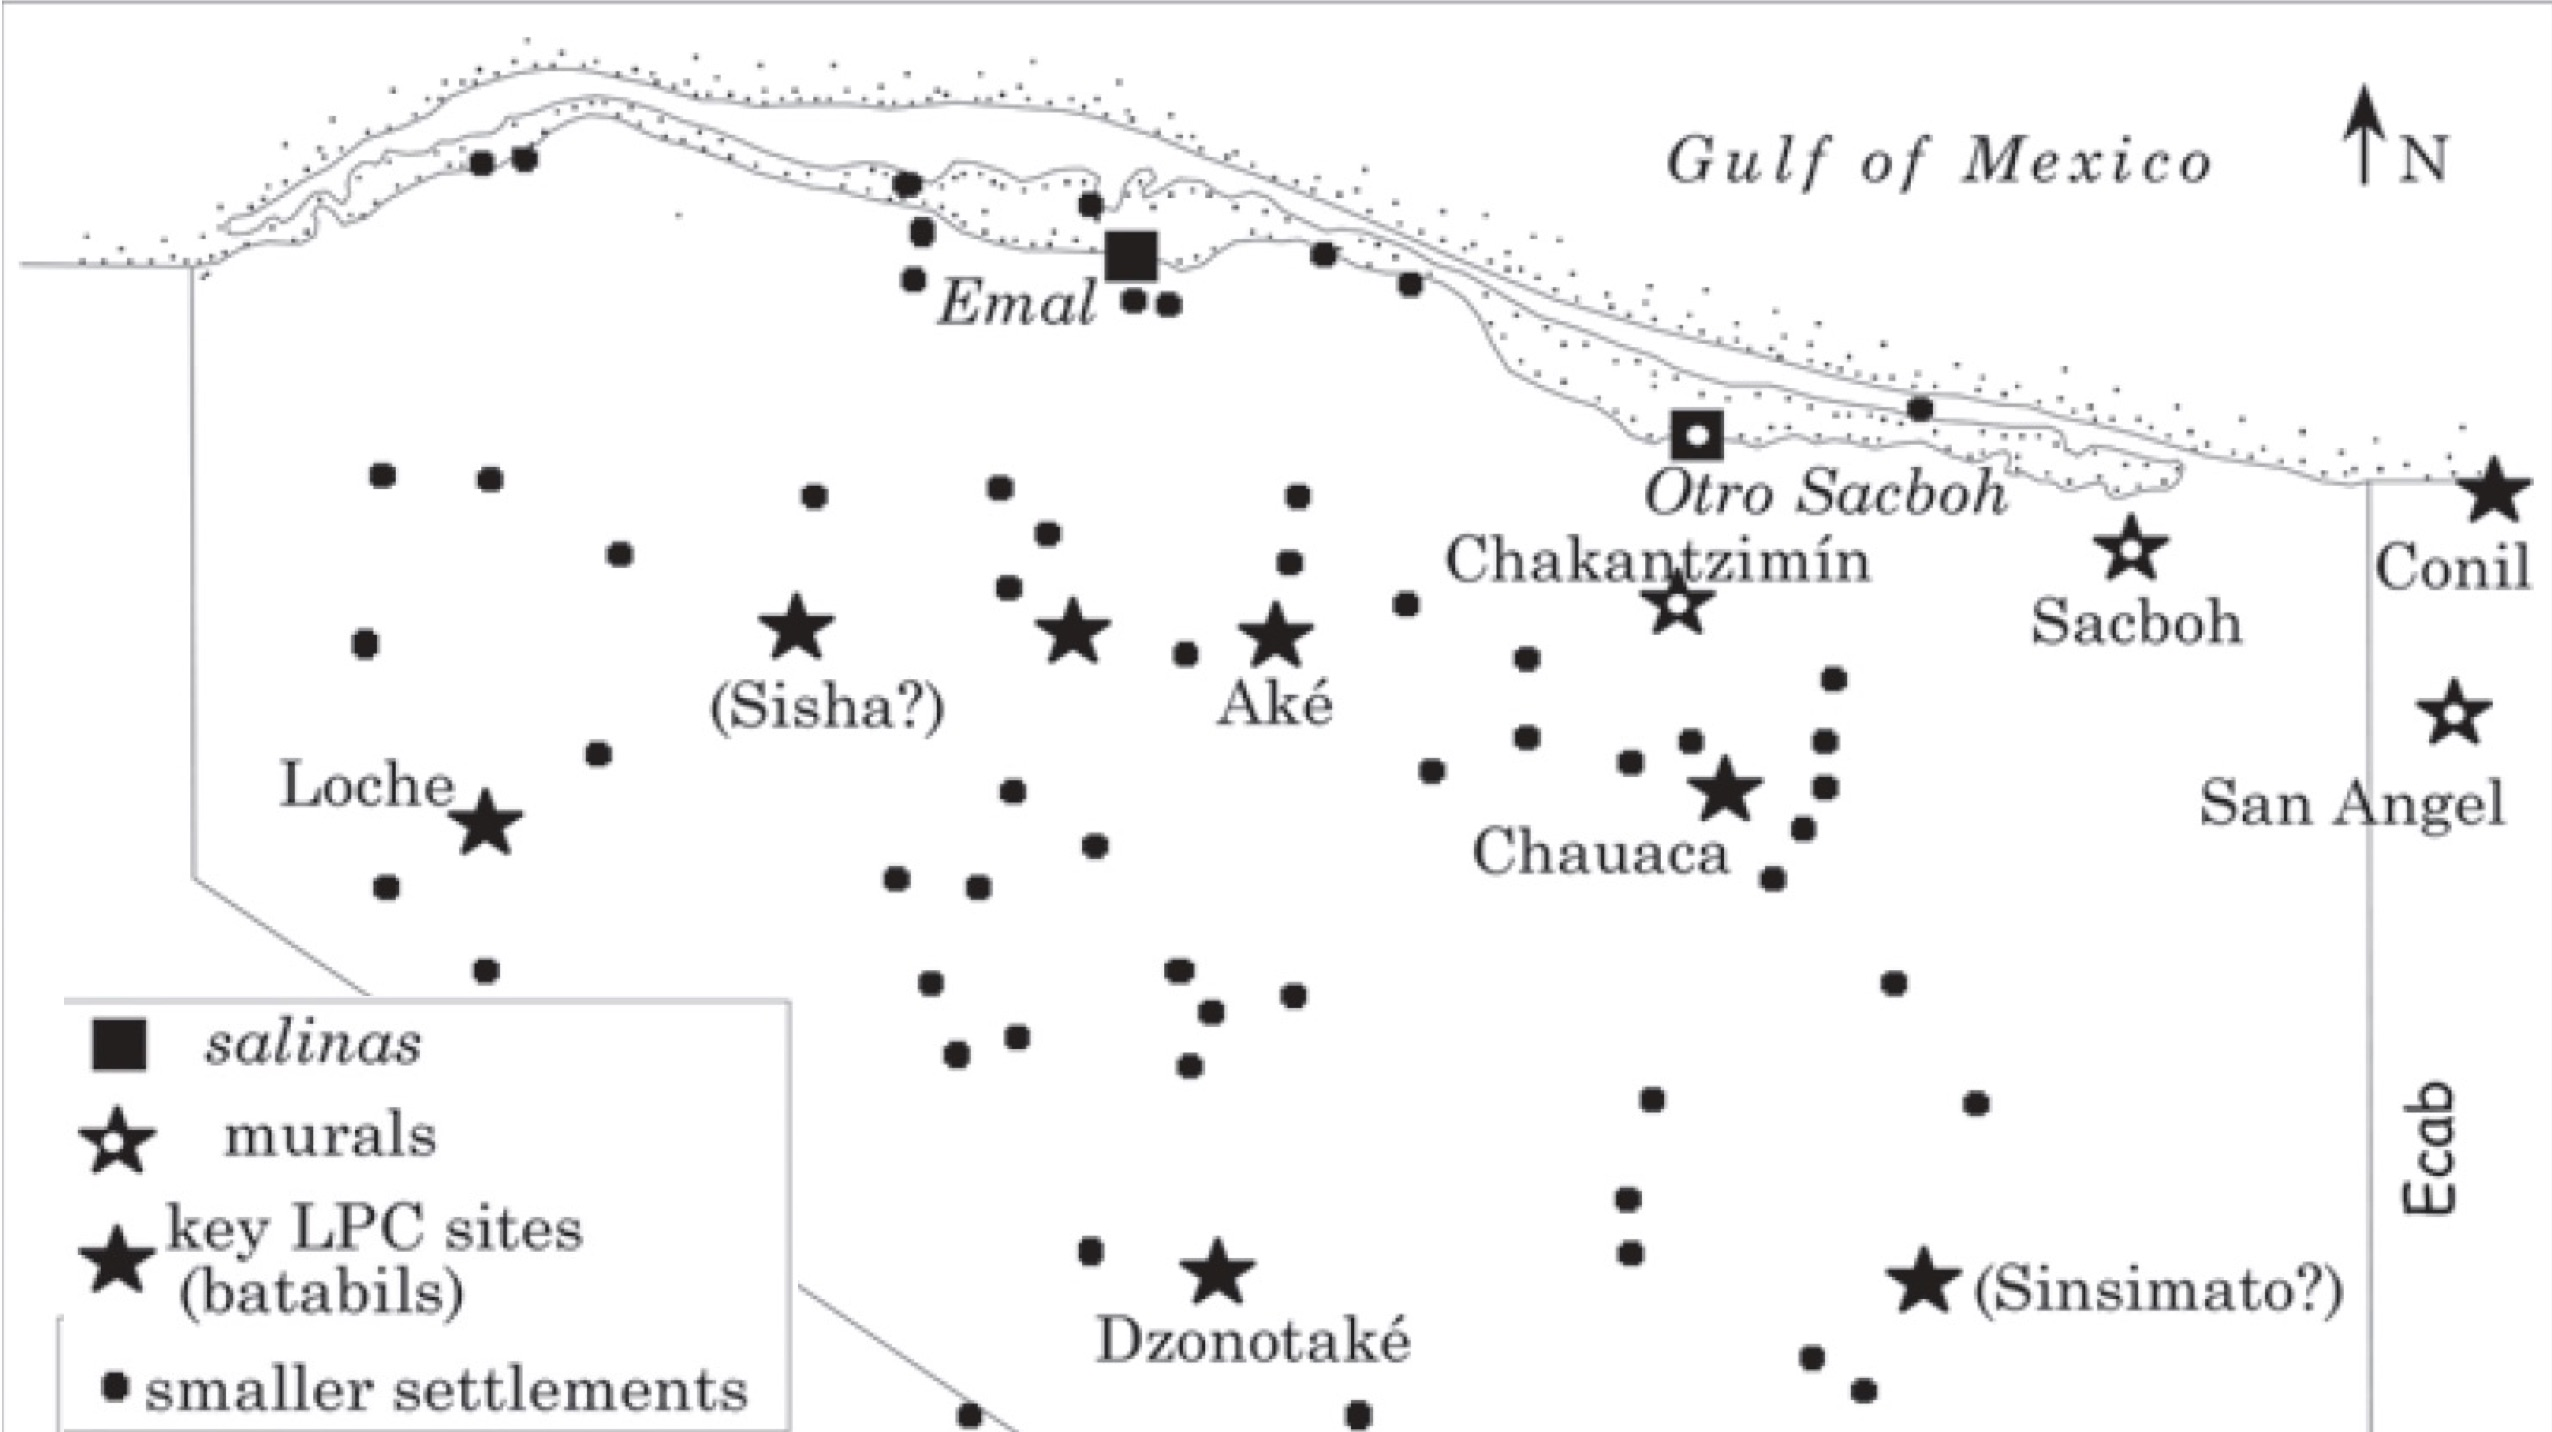 Gulf of Mexico
N
Emal
Otro Sacboh
Chakantzimín
Conil
Sacboh
(Sisha?)
Aké
Loche
San Angel
Chauaca
salinas
murals
key LPC sites
(batabils)
smaller settlements
Ecab
(Sinsimato?)
Dzonotaké